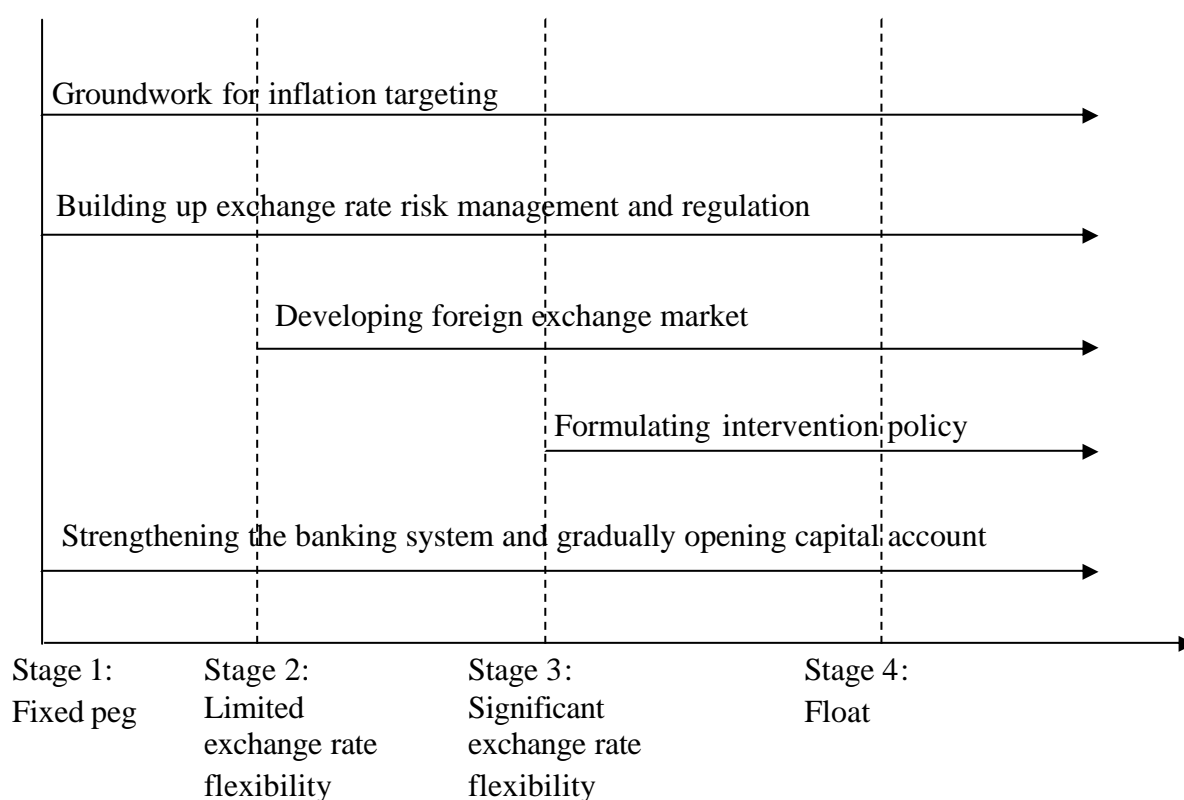 Groundwork for inflation targeting
Building up exchange rate risk management and regulation
Developing foreign exchange market
Formulating intervention policy
Strengthening the banking system and gradually opening capital account
Stage 1:
Fixed peg
Stage 2:
Limited
exchange rate
flexibility
Stage 3:
Significant
exchange rate
flexibility
Stage 4:
Float